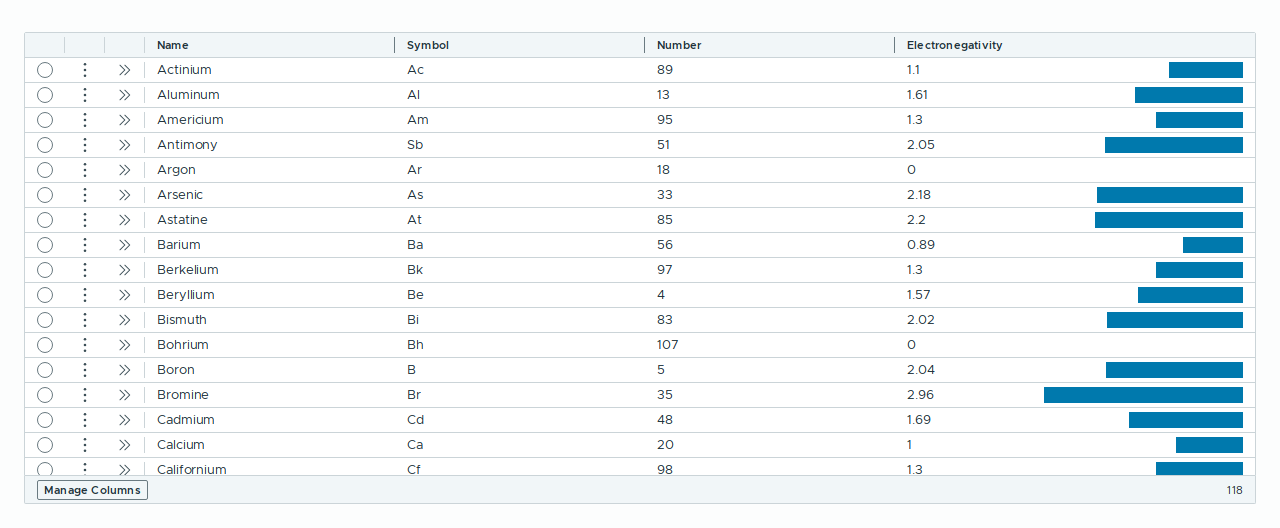 Name Symbol Number Electronegativity
Actinium Ac 89 1.1
Aluminum Al 13 1.61
Americium Am 95 1.3
Antimony Sb 51 2.05
Argon Ar 18 0
Arsenic As 33 2.18
Astatine At 85 2.2
Barium Ba 56 0.89
Berkelium Bk 97 1.3
Beryllium Be 4 1.57
Bismuth Bi 83 2.02
Bohrium Bh 107 0
Boron B 5 2.04
Bromine Br 35 2.96
Cadmium Cd 48 1.69
Calcium Ca 20 1
Californium Cf 98 1.3
Manage Columns 118